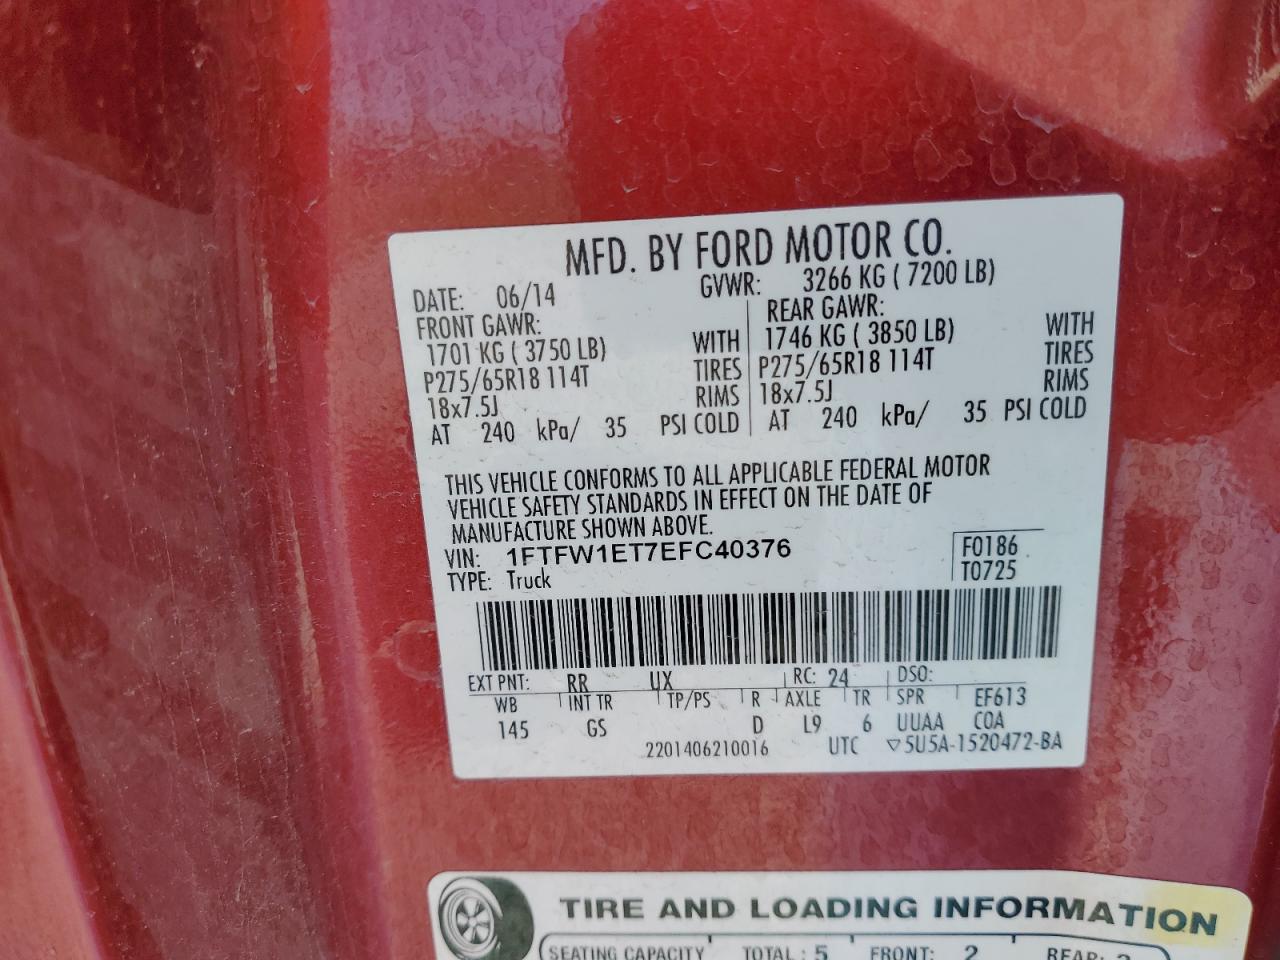 MFD. BY FORD MOTOR CO.
DATE: 06/14 GVWR: 3266 KG ( 7200 LB)
FRONT GAWR: REAR GAWR:
1701 KG ( 3750 LB) WITH 1746 KG ( 3850 LB) WITH
P275/65R18 114T TIRES P275/65R18 114T TIRES
18x7.5J RIMS 18x7.5J RIMS
AT 240 kPa/ 35 PSI COLD AT 240 kPa/ 35 PSI COLD
THIS VEHICLE CONFORMS TO ALL APPLICABLE FEDERAL MOTOR
VEHICLE SAFETY STANDARDS IN EFFECT ON THE DATE OF
MANUFACTURE SHOWN ABOVE.
VIN: 1FTFW1ET7EFC40376 F0186
TYPE: Truck T0725
EXT PNT: RR UX RC: 24 DSO:
WB INT TR TP/PS R AXLE TR SPR EF613
145 GS D L9 6 UUAA COA
2201406210016 UTC ▽5U5A-1520472-BA
TIRE AND LOADING INFORMATION
SEATING CAPACITY TOTAL : 5 FRONT: 2 REAR: